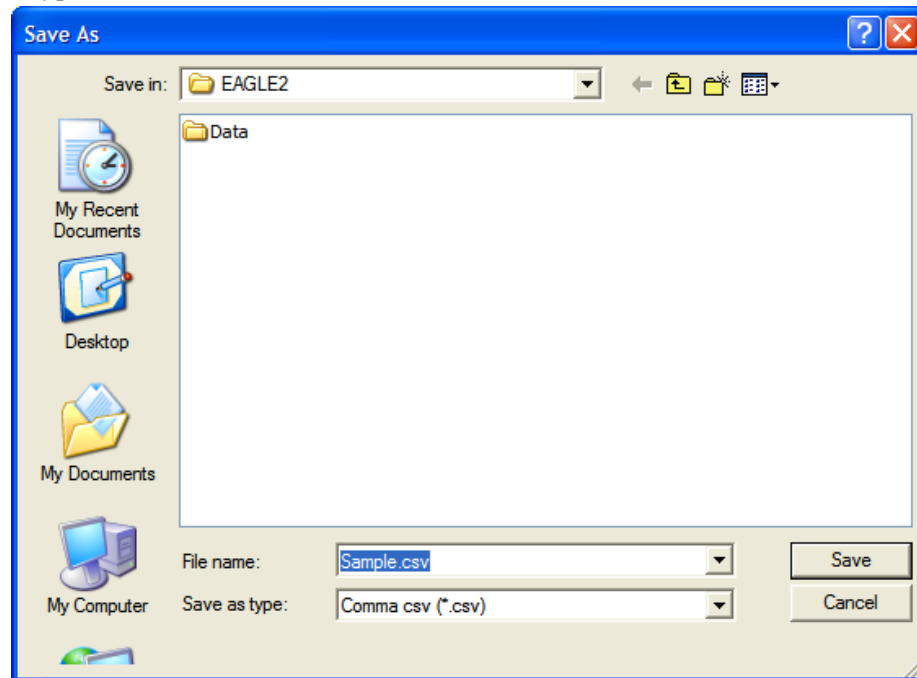 Save As
Save in:
EAGLE2
Data
My Recent
Documents
Desktop
My Documents
My Computer
File name:
Sample.csv
Save
Save as type:
Comma csv (*.csv)
Cancel